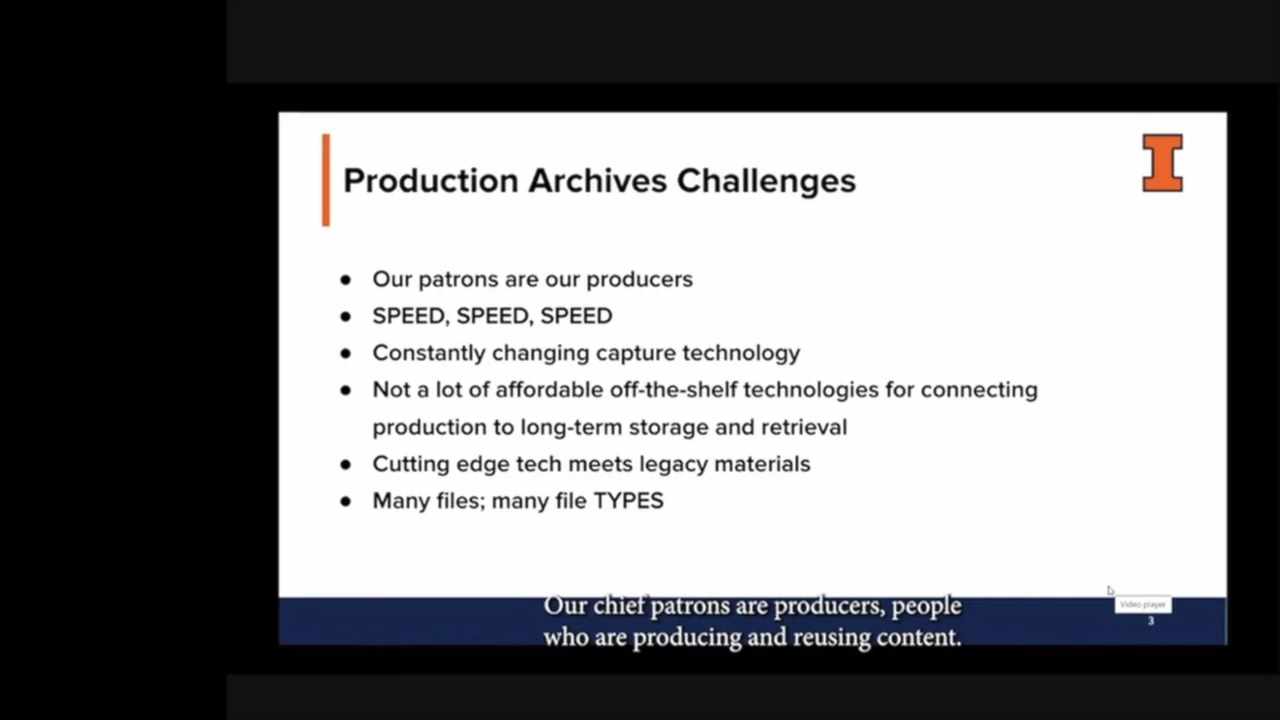 Production Archives Challenges
● Our patrons are our producers
● SPEED, SPEED, SPEED
● Constantly changing capture technology
● Not a lot of affordable off-the-shelf technologies for connecting
production to long-term storage and retrieval
● Cutting edge tech meets legacy materials
● Many files; many file TYPES
Our chief patrons are producers, people
who are producing and reusing content.
Video player
3